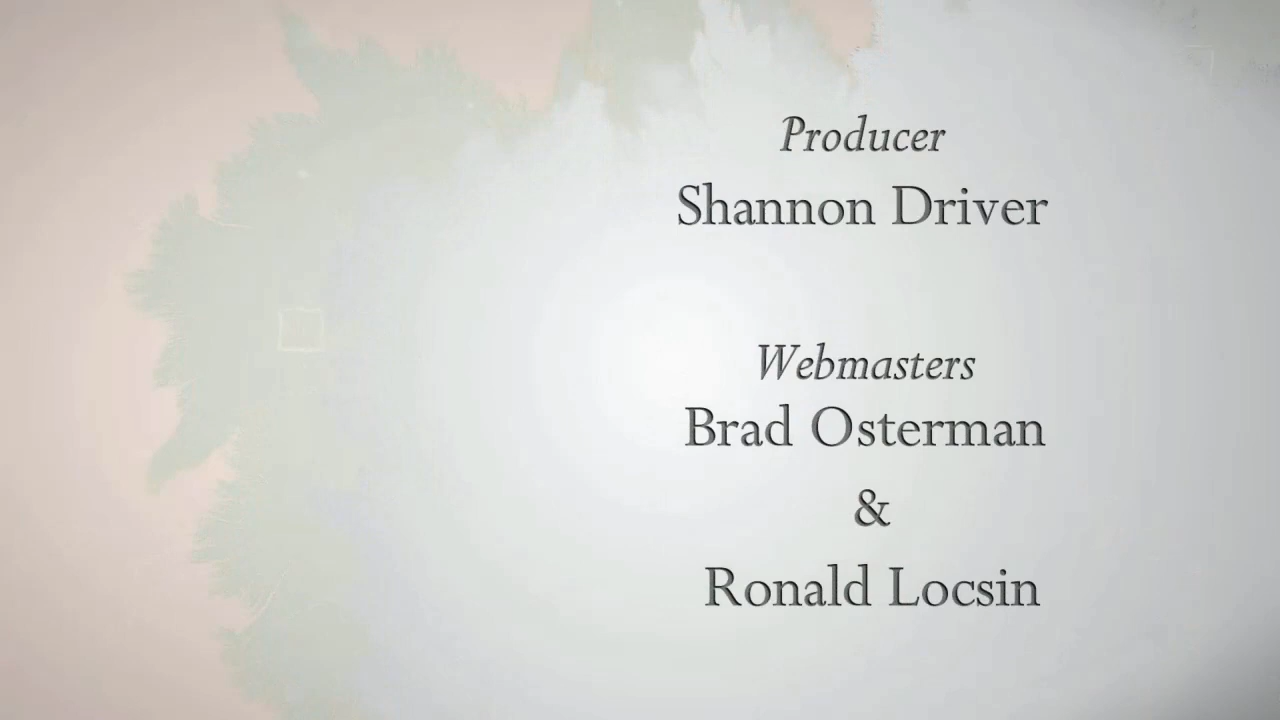 Producer
Shannon Driver
Webmasters
Brad Osterman
&
Ronald Locsin